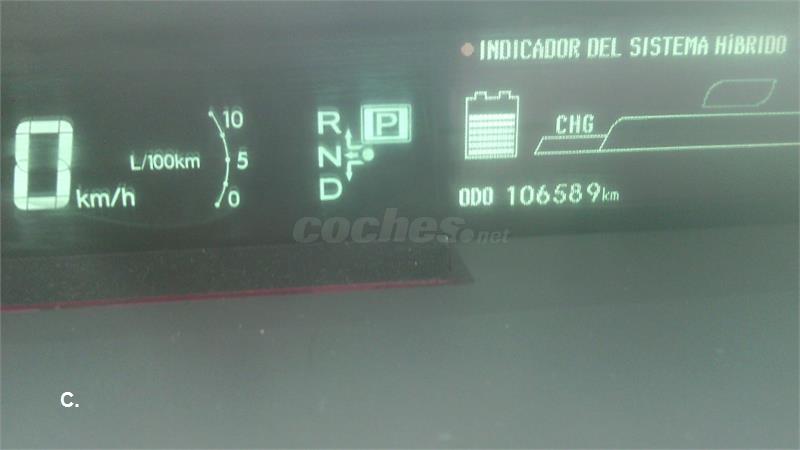 INDICADOR DEL SISTEMA HÍBRIDO
0 km/h
L/100km
10
5
0
R
N
D
P
CHG
ODO 106589km
coches.net
C.